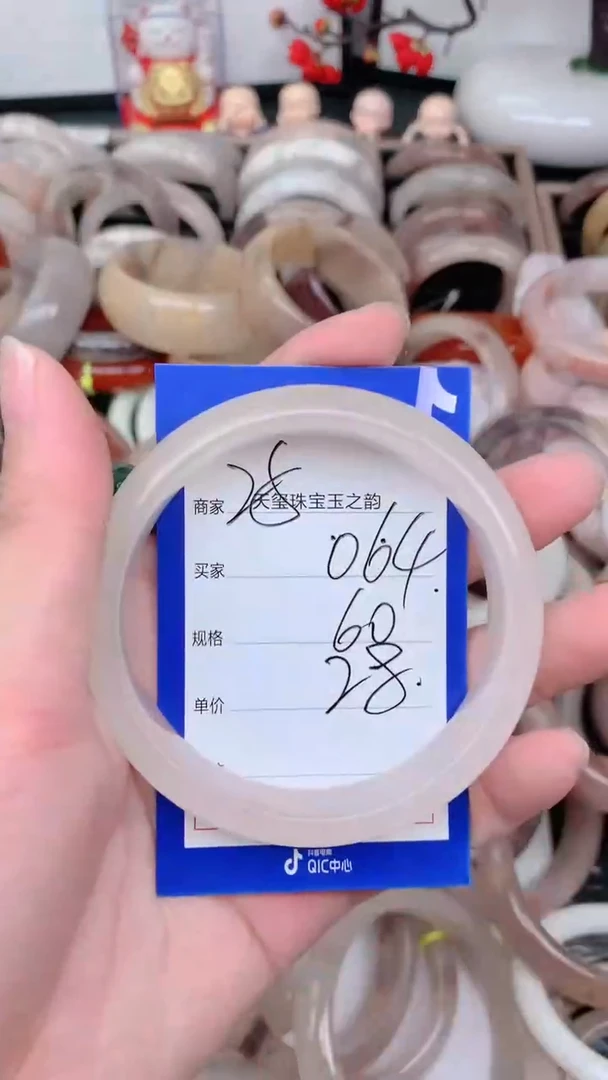 商家 天玺珠宝玉之韵 28
买家 064.
规格 60
单价 28.
抖音电商
QIC中心